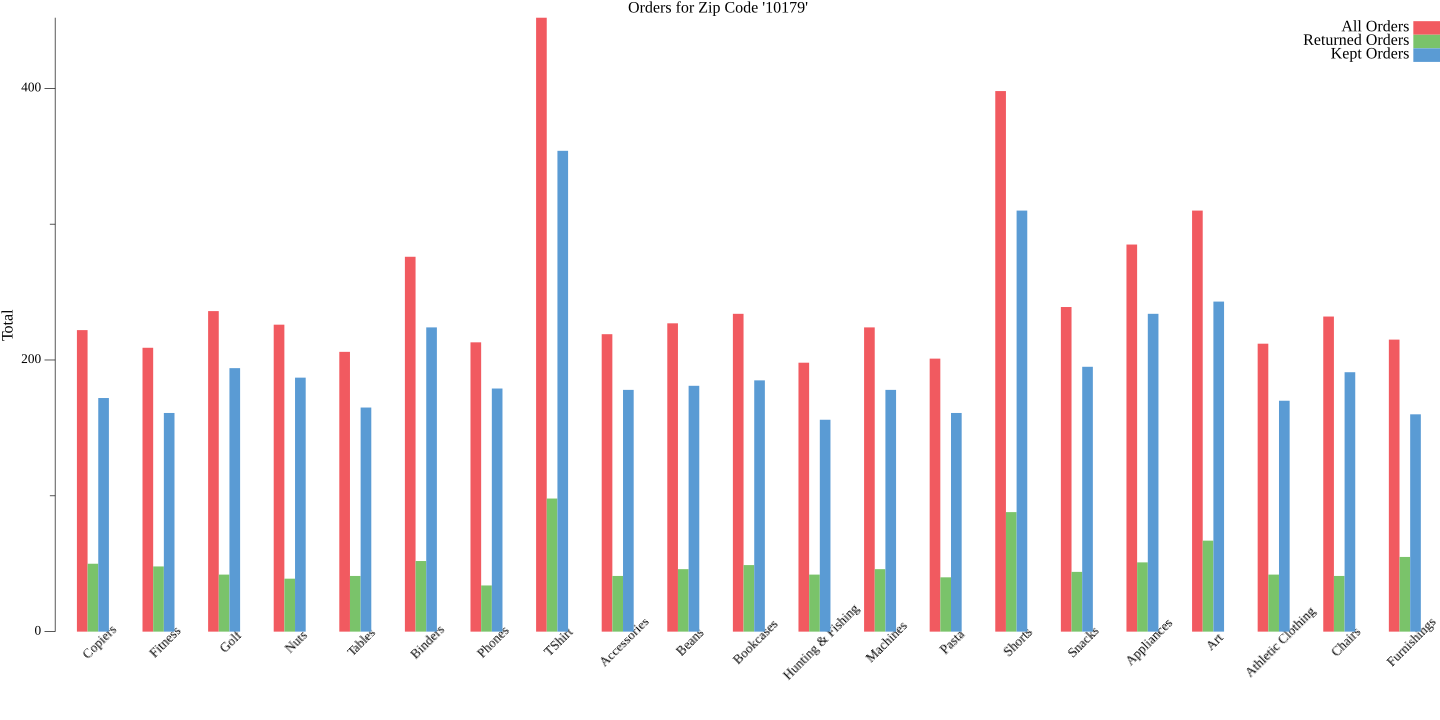 Orders for Zip Code '10179'
All Orders
Returned Orders
Kept Orders
400
200
0
Total
Copiers
Fitness
Golf
Nuts
Tables
Binders
Phones
TShirt
Accessories
Beans
Bookcases
Hunting & Fishing
Machines
Pasta
Shorts
Snacks
Appliances
Art
Athletic Clothing
Chairs
Furnishings